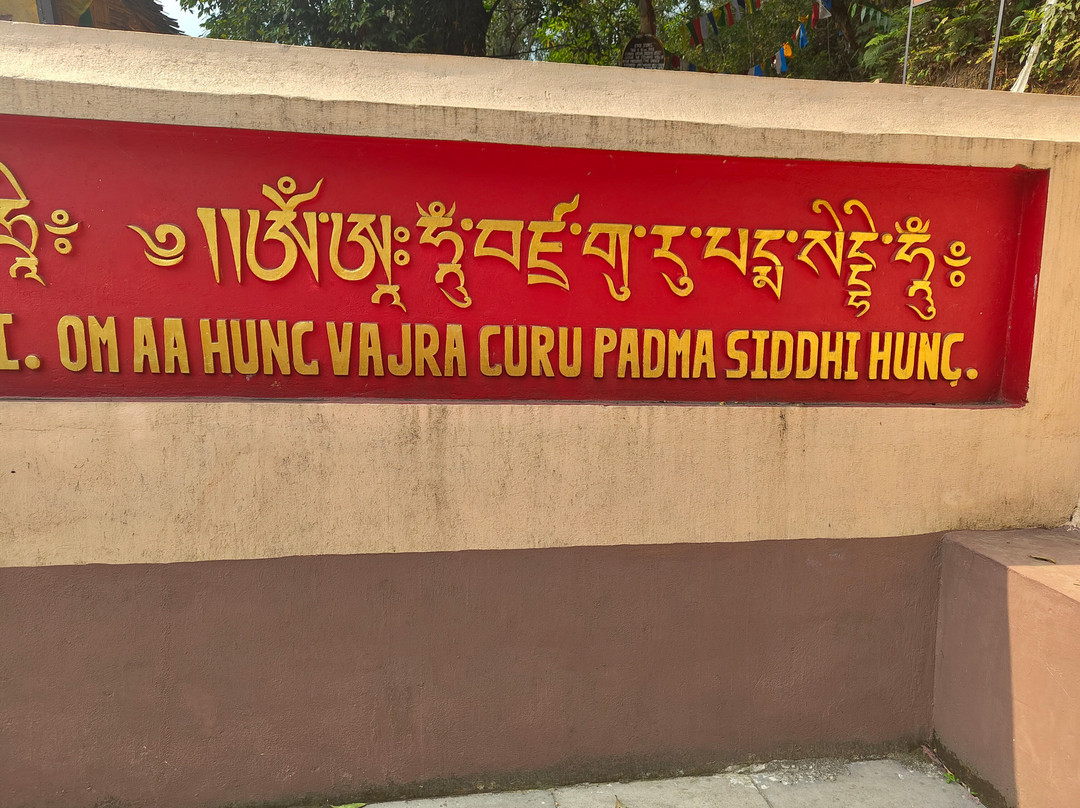 ༄།།ཨོཾ་ཨཱཿཧཱུྃ་བཛྲ་གུ་རུ་པདྨ་སིདྡྷི་ཧཱུྃ༔
I. OM AA HUNG VAJRA GURU PADMA SIDDHI HUNG.